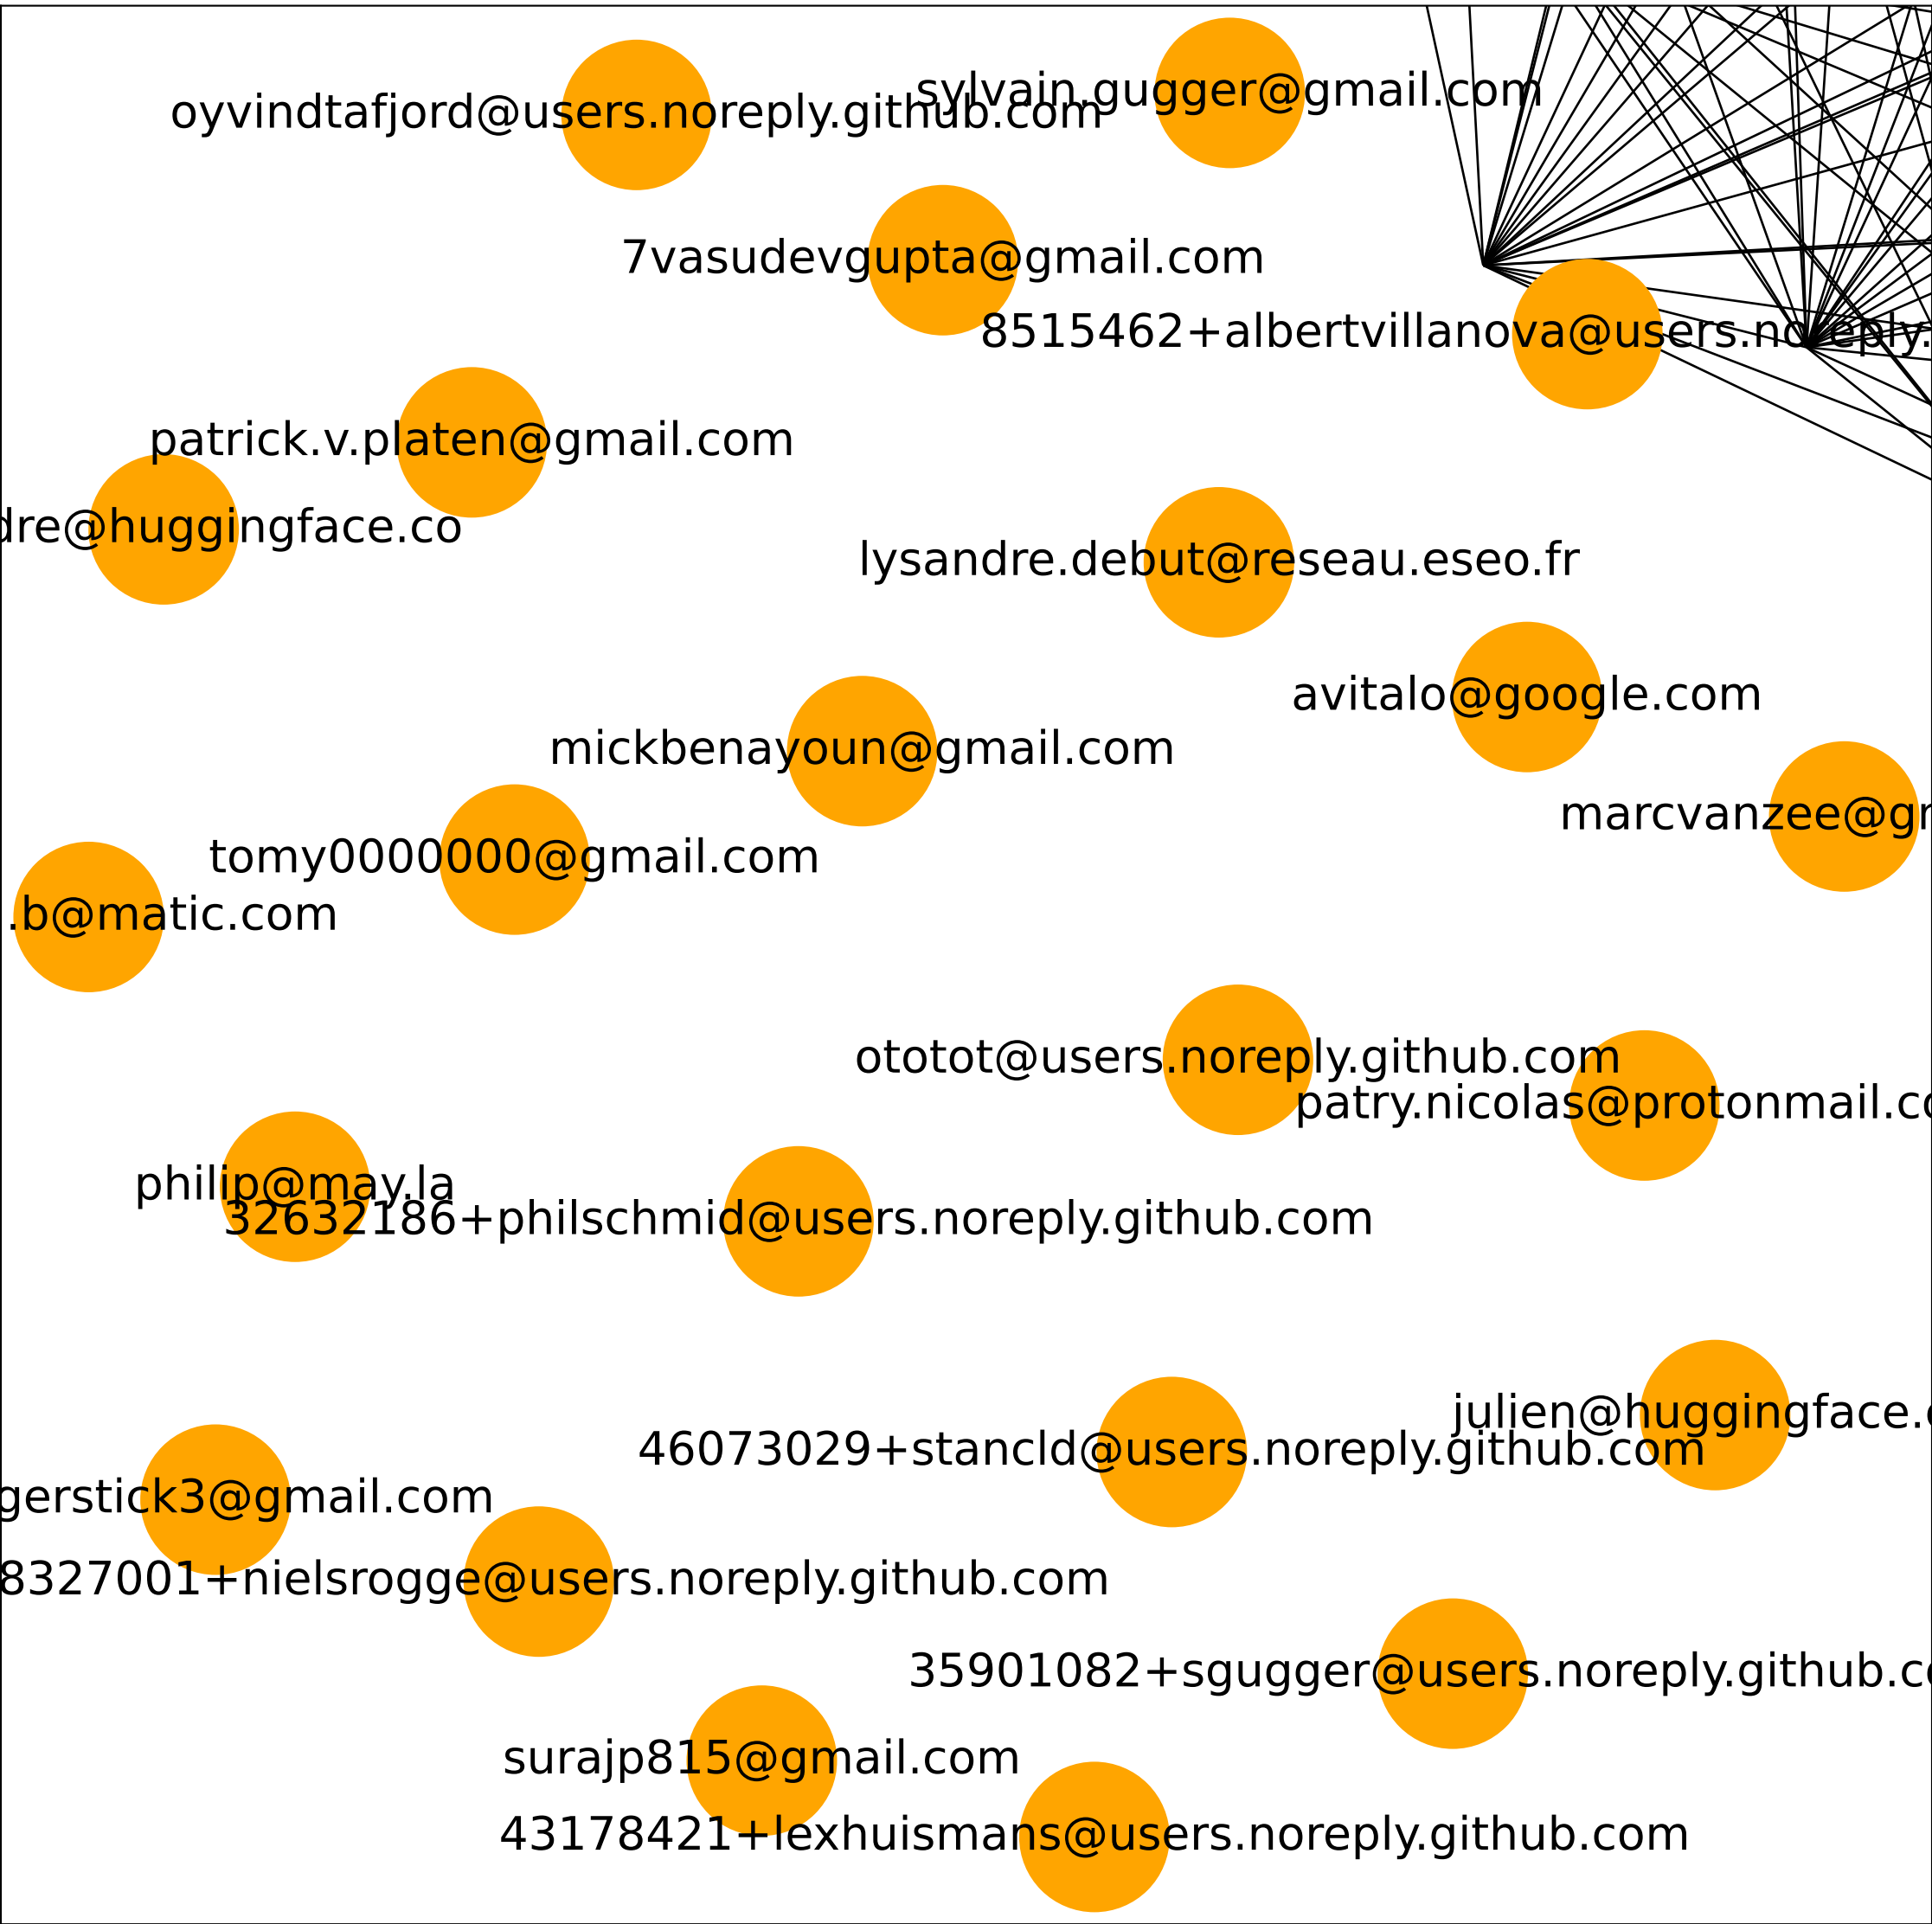 sylvain.gugger@gmail.com
oyvindtafjord@users.noreply.github.com
7vasudevgupta@gmail.com
8515462+albertvillanova@users.noreply.
patrick.v.platen@gmail.com
dre@huggingface.co
lysandre.debut@reseau.eseo.fr
avitalo@google.com
mickbenayoun@gmail.com
marcvanzee@gm
tomy0000000@gmail.com
.b@matic.com
ototot@users.noreply.github.com
patry.nicolas@protonmail.co
philip@may.la
32632186+philschmid@users.noreply.github.com
julien@huggingface.c
46073029+stancld@users.noreply.github.com
gerstick3@gmail.com
8327001+nielsrogge@users.noreply.github.com
35901082+sgugger@users.noreply.github.co
surajp815@gmail.com
43178421+lexhuismans@users.noreply.github.com